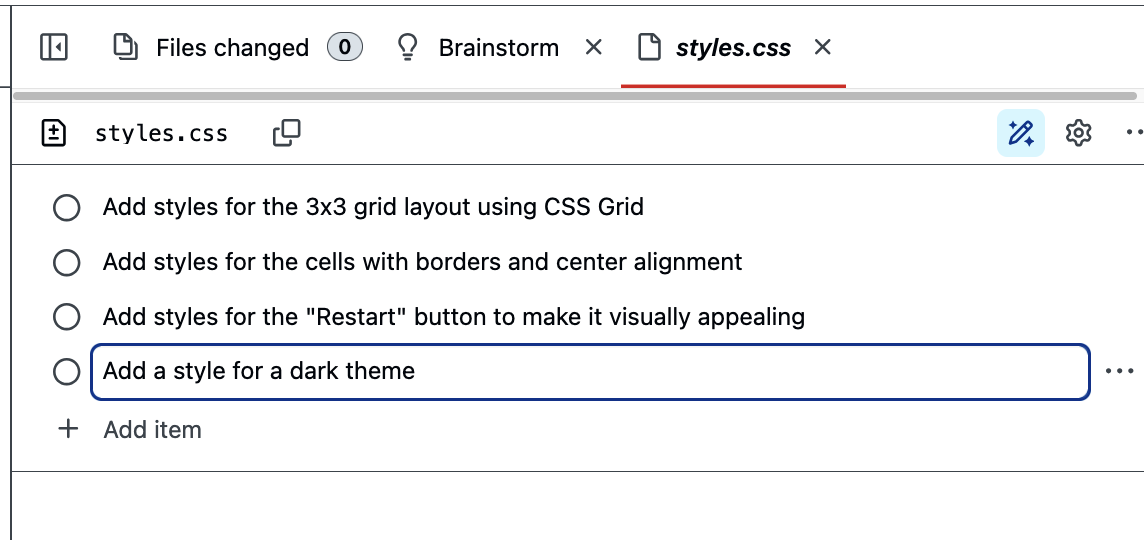 Files changed 0 Brainstorm styles.css
styles.css
Add styles for the 3x3 grid layout using CSS Grid
Add styles for the cells with borders and center alignment
Add styles for the "Restart" button to make it visually appealing
Add a style for a dark theme
Add item